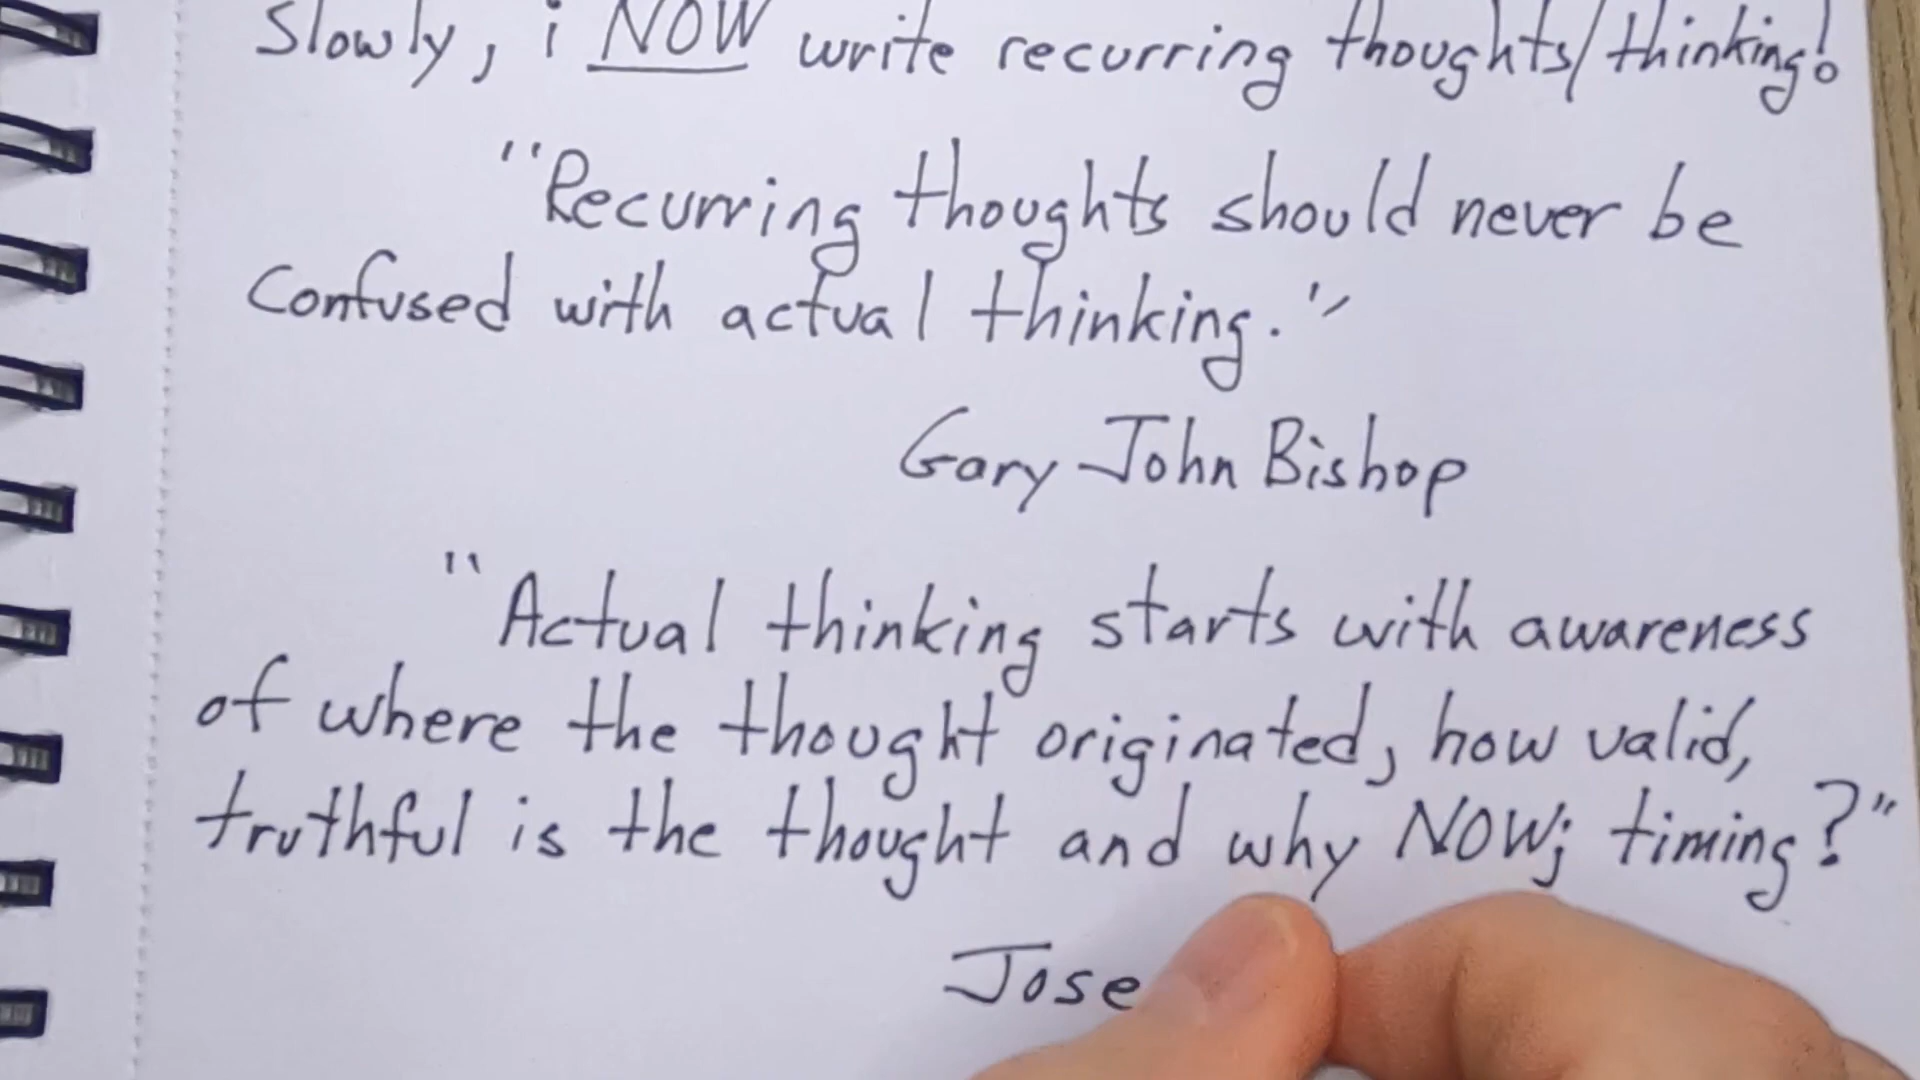 Slowly, i NOW write recurring thoughts/thinking!
"Recurring thoughts should never be
confused with actual thinking."
Gary John Bishop
"Actual thinking starts with awareness
of where the thought originated, how valid,
truthful is the thought and why NOW; timing?"
Jose